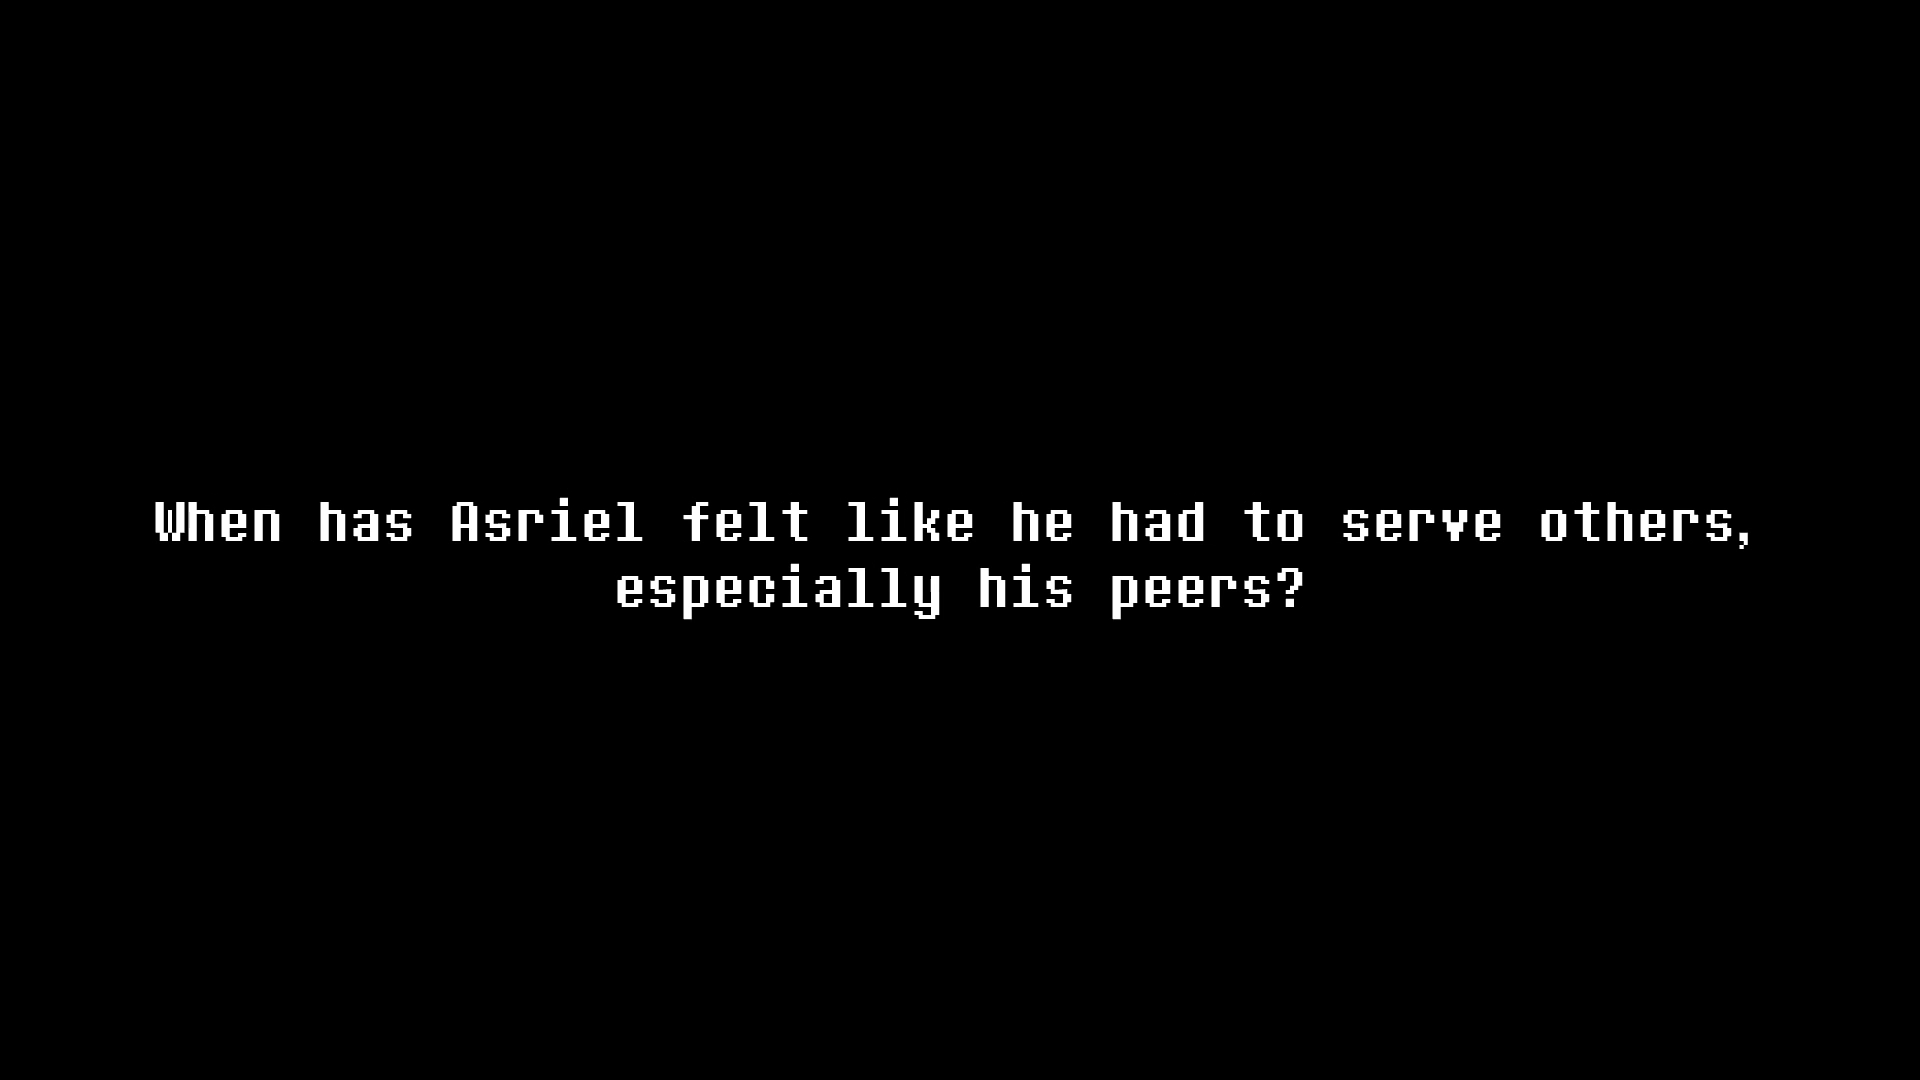 When has Asriel felt like he had to serve others,
especially his peers?